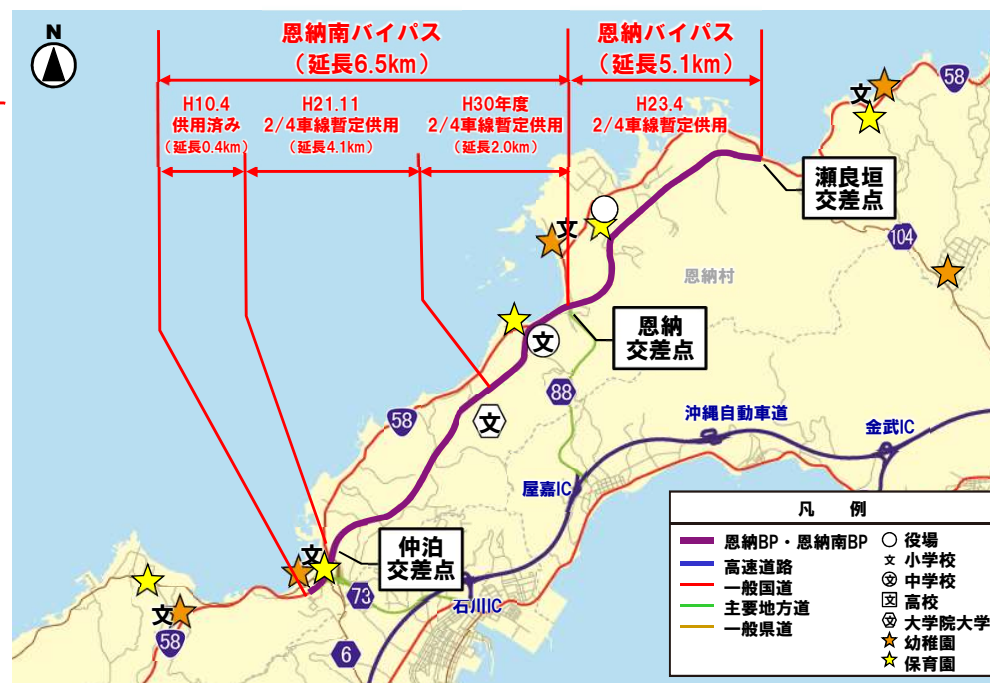 N
恩納南バイパス
（延長6.5km）
恩納バイパス
（延長5.1km）
H10.4
供用済み
（延長0.4km）
H21.11
2/4車線暫定供用
（延長4.1km）
H30年度
2/4車線暫定供用
（延長2.0km）
H23.4
2/4車線暫定供用
58
文
瀬良垣
交差点
104
文
恩納村
恩納
交差点
文
88
58
文
沖縄自動車道
金武IC
屋嘉IC
仲泊
交差点
文
73
石川IC
文
58
6
凡 例
恩納BP・恩納南BP
高速道路
一般国道
主要地方道
一般県道
役場
文 小学校
文 中学校
文 高校
文 大学院大学
幼稚園
保育園